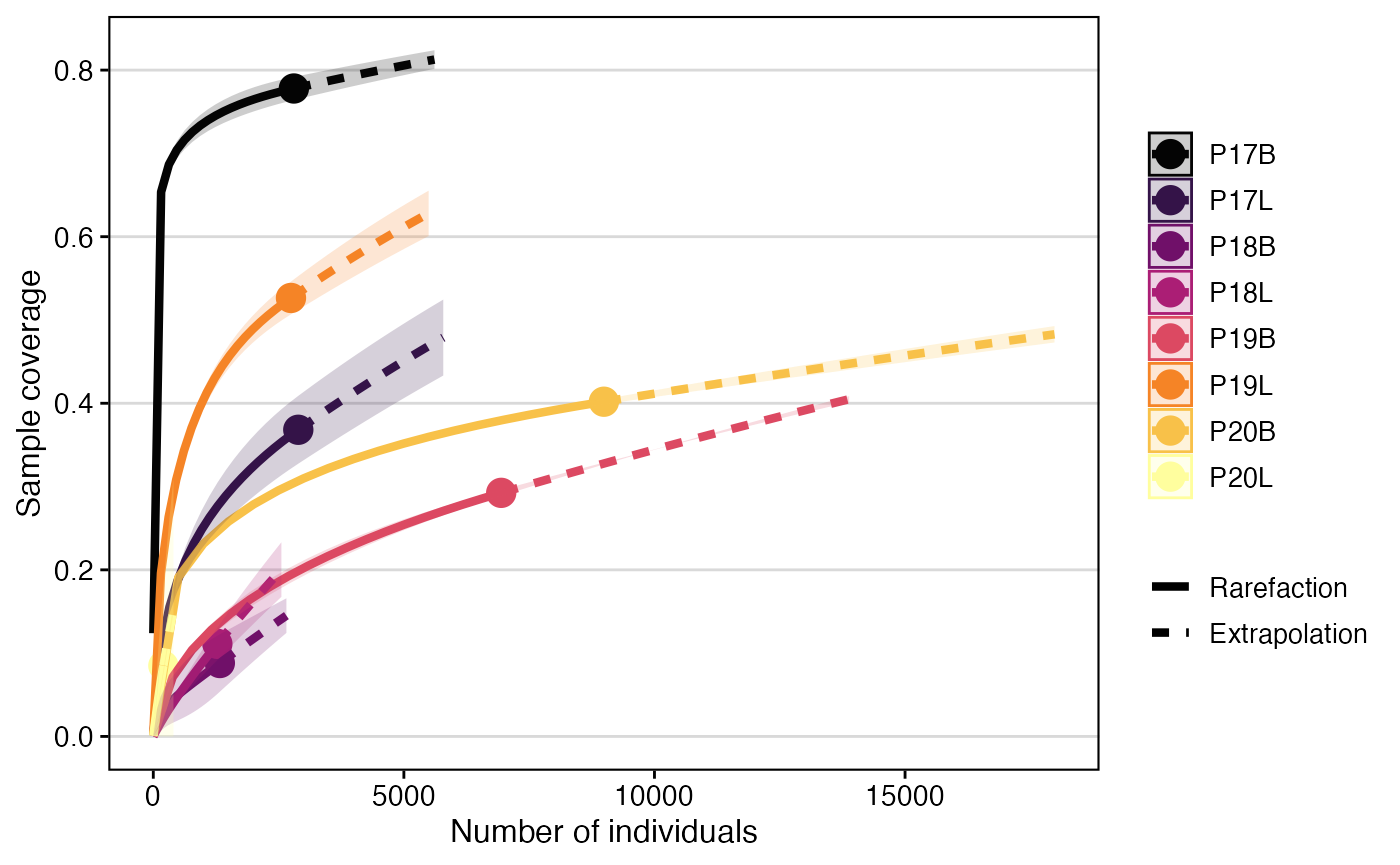 Sample coverage
0.8
0.6
0.4
0.2
0.0
0
5000
10000
15000
Number of individuals
P17B
P17L
P18B
P18L
P19B
P19L
P20B
P20L
Rarefaction
Extrapolation